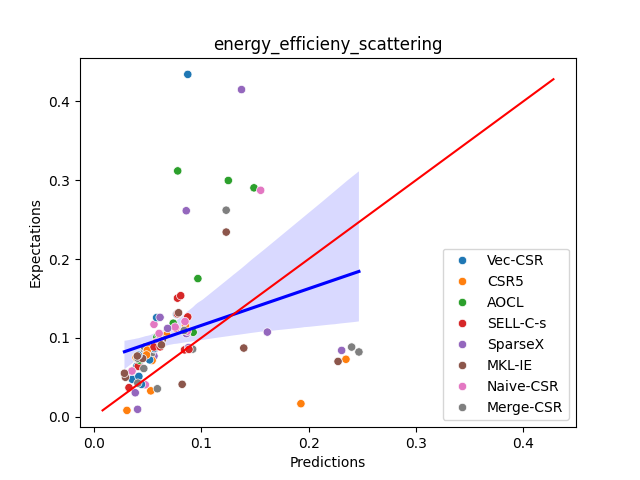 energy_efficieny_scattering
0.4
0.3
0.2
0.1
0.0
Expectations
0.0 0.1 0.2 0.3 0.4
Predictions
Vec-CSR
CSR5
AOCL
SELL-C-s
SparseX
MKL-IE
Naive-CSR
Merge-CSR